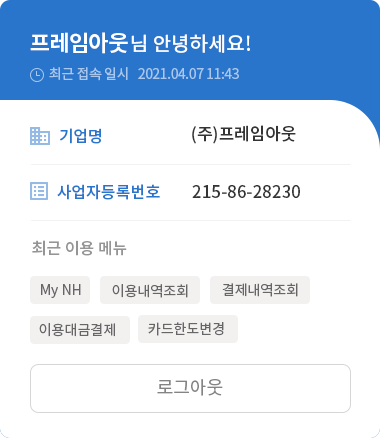 프레임아웃님 안녕하세요!
최근 접속 일시 2021.04.07 11:43
기업명 (주)프레임아웃
사업자등록번호 215-86-28230
최근 이용 메뉴
My NH 이용내역조회 결제내역조회
이용대금결제 카드한도변경
로그아웃